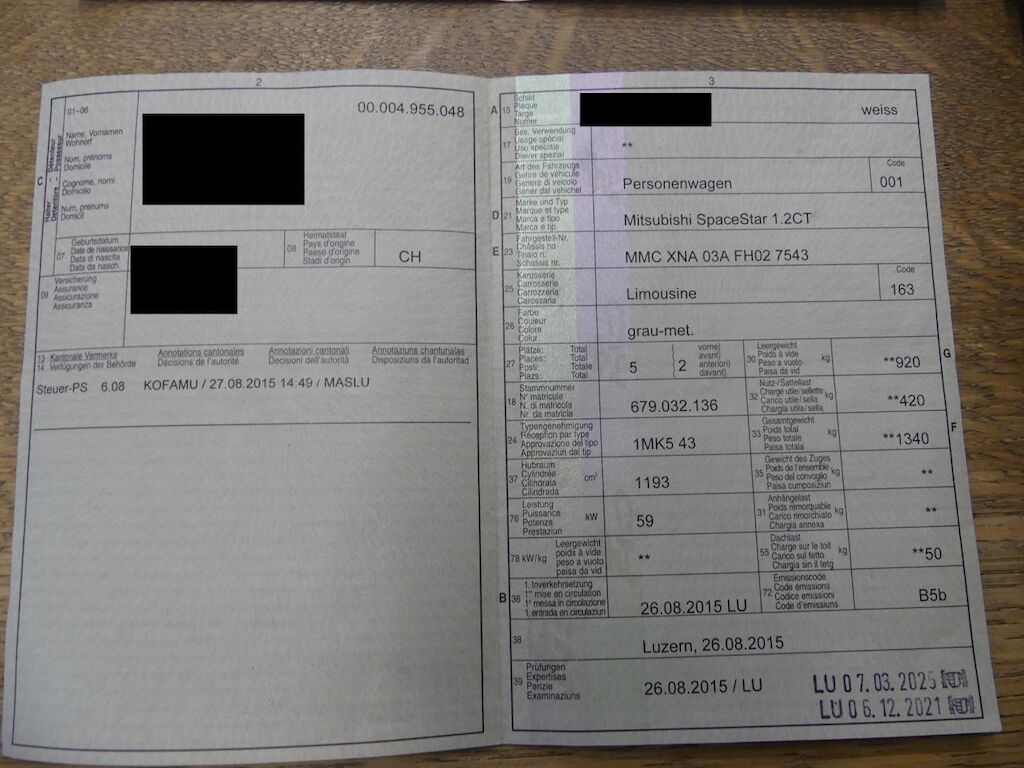 2
01-06
00.004.955.048
C
Halter
Détenteur
Detentore
Possessur
Name, Vornamen
Wohnort
Nom, prénoms
Domicile
Cognome, nomi
Domicilio
Num, prenums
Domicil
07
Geburtsdatum
Date de naissance
Data di nascita
Data da nasch.
08
Heimatstaat
Pays d'origine
Paese d'origine
Stadi d'origin
CH
09
Versicherung
Assurance
Assicurazione
Assicuranza
13 Kantonale Vermerke Annotations cantonales Annotazioni cantonali Annotaziuns chantunalas
14 Verfügungen der Behörde Décisions de l'autorité Decisioni dell'autorità Disposiziuns da l'autoritad
Steuer-PS 6.08 KOFAMU / 27.08.2015 14:49 / MASLU
3
A 15
Schild
Plaque
Targa
Numer
weiss
17
Bes. Verwendung
Usage spécial
Uso speciale
Diever spezial
**
19
Art des Fahrzeugs
Genre de véhicule
Genere di veicolo
Gener dal vehichel
Personenwagen
Code
001
D 21
Marke und Typ
Marque et type
Marca e tipo
Marca e tip
Mitsubishi SpaceStar 1.2CT
E 23
Fahrgestell-Nr.
Châssis no
Telaio n.
Schassis nr.
MMC XNA 03A FH02 7543
25
Karosserie
Carrosserie
Carrozzeria
Carossaria
Limousine
Code
163
26
Farbe
Couleur
Colore
Colur
grau-met.
27
Plätze: Total
Places: Total
Posti: Totale
Plazs: Total
5
2
vorne)
avant)
anteriori)
davant)
30
Leergewicht
Poids à vide
Peso a vuoto
Paisa da vid
kg
**920
G
18
Stammnummer
N° matricule
N. di matricola
Nr. da matricla
679.032.136
32
Nutz-/Sattellast
Charge utile/sellette
Carico utile/sella
Chargia utila/sella
kg
**420
24
Typengenehmigung
Réception par type
Approvazione del tipo
Approvaziun dal tip
1MK5 43
33
Gesamtgewicht
Poids total
Peso totale
Paisa totala
kg
**1340
F
37
Hubraum
Cylindrée
Cilindrata
Cilindrada
cm³
1193
35
Gewicht des Zuges
Poids de l'ensemble
Peso del convoglio
Paisa cumposiziun
kg
**
76
Leistung
Puissance
Potenza
Prestaziun
kW
59
31
Anhängelast
Poids remorquable
Carico rimorchiato
Chargia annexa
kg
**
78 kW/kg
Leergewicht
poids à vide
peso a vuoto
paisa da vid
**
55
Dachlast
Charge sur le toit
Carico sul tetto
Chargia sin il tetg
kg
**50
B 36
1. Inverkehrsetzung
1re mise en circulation
1a messa in circolazione
1. entrada en circulaziun
26.08.2015 LU
72
Emissionscode
Code émissions
Codice emissioni
Code d'emissiuns
B5b
38
Luzern, 26.08.2015
39
Prüfungen
Expertises
Perizie
Examinaziuns
26.08.2015 / LU
LU 07. 03. 2025
LU 06. 12. 2021